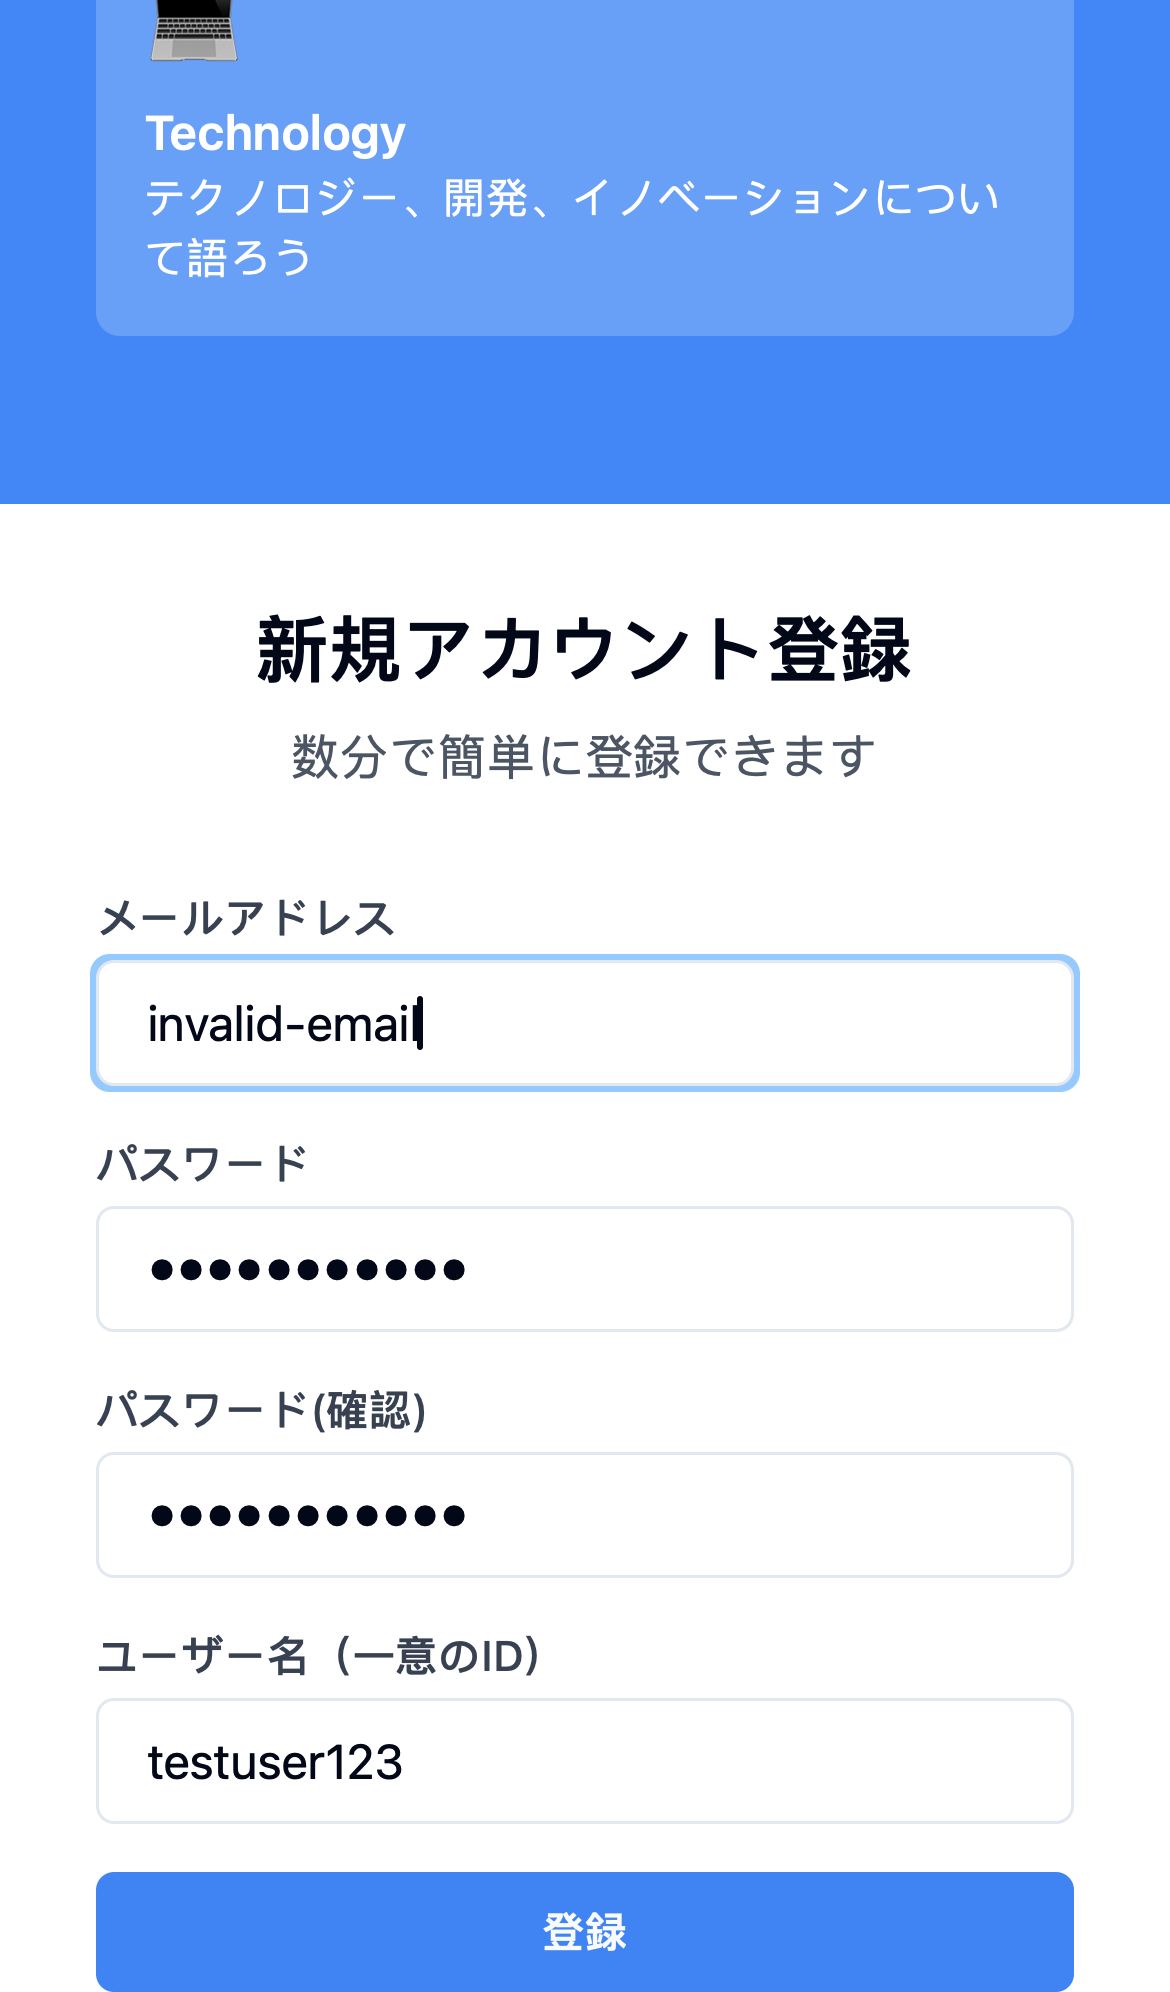 Technology
テクノロジー、開発、イノベーションについ
て語ろう
新規アカウント登録
数分で簡単に登録できます
メールアドレス
invalid-email
パスワード
•••••••••••
パスワード(確認)
•••••••••••
ユーザー名（一意のID）
testuser123
登録